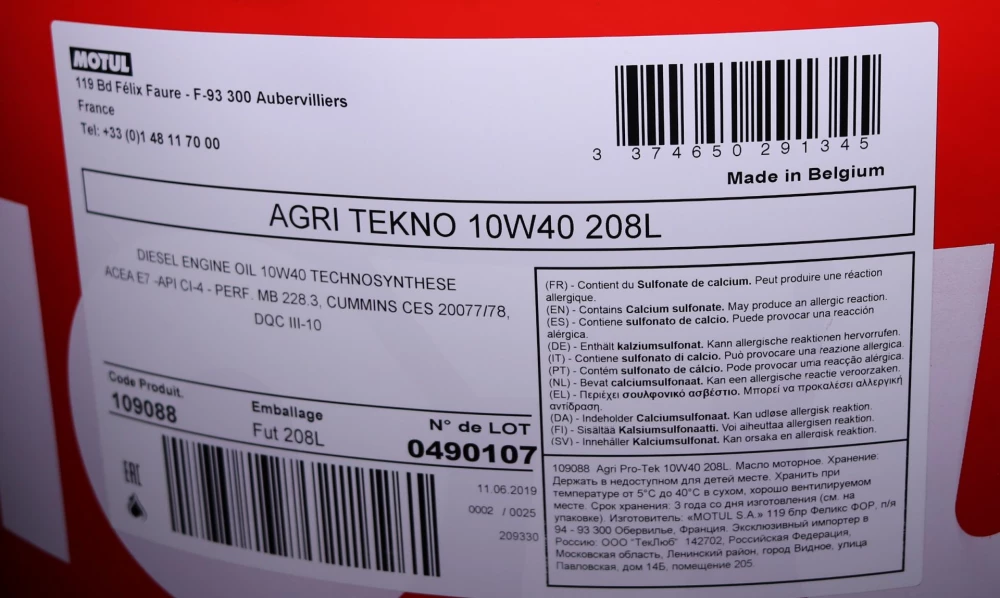 MOTUL
119 Bd Félix Faure - F-93 300 Aubervilliers
France
Tel: +33 (0)1 48 11 70 00
3 374650 291345
Made in Belgium
AGRI TEKNO 10W40 208L
DIESEL ENGINE OIL 10W40 TECHNOSYNTHESE
ACEA E7 -API CI-4 - PERF. MB 228.3, CUMMINS CES 20077/78,
DQC III-10
(FR) - Contient du Sulfonate de calcium. Peut produire une réaction
allergique.
(EN) - Contains Calcium sulfonate. May produce an allergic reaction.
(ES) - Contiene sulfonato de calcio. Puede provocar una reacción
alérgica.
(DE) - Enthält kalziumsulfonat. Kann allergische reaktionen hervorrufen.
(IT) - Contiene sulfonato di calcio. Può provocare una reazione allergica.
(PT) - Contém sulfonato de cálcio. Pode provocar uma reacção alérgica.
(NL) - Bevat calciumsulfonaat. Kan een allergische reactie veroorzaken.
(EL) - Περιέχει σουλφονικό ασβέστιο. Μπορεί να προκαλέσει αλλεργική
αντίδραση.
(DA) - Indeholder Calciumsulfonaat. Kan udløse allergisk reaktion.
(FI) - Sisältää Kalsiumsulfonaatti. Voi aiheuttaa allergisen reaktion.
(SV) - Innehåller Kalciumsulfonat. Kan orsaka en allergisk reaktion.
Code Produit.
109088
Emballage
Fut 208L
N° de LOT
0490107
EAC
11.06.2019
0002 / 0025
209330
109088 Agri Pro-Tek 10W40 208L. Масло моторное. Хранение:
Держать в недоступном для детей месте. Хранить при
температуре от 5°C до 40°C в сухом, хорошо вентилируемом
месте. Срок хранения: 3 года со дня изготовления (см. на
упаковке). Изготовитель: «MOTUL S.A.» 119 блр Феликс ФОР, п/я
94 - 93 300 Обервилье, Франция. Эксклюзивный импортер в
Россию: ООО "ТекЛюб" 142702, Российская Федерация,
Московская область, Ленинский район, город Видное, улица
Павловская, дом 14Б, помещение 205.